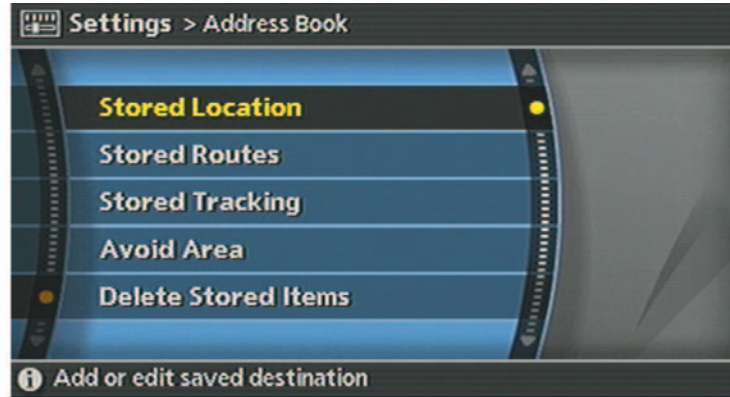 Settings > Address Book
Stored Location
Stored Routes
Stored Tracking
Avoid Area
Delete Stored Items
Add or edit saved destination